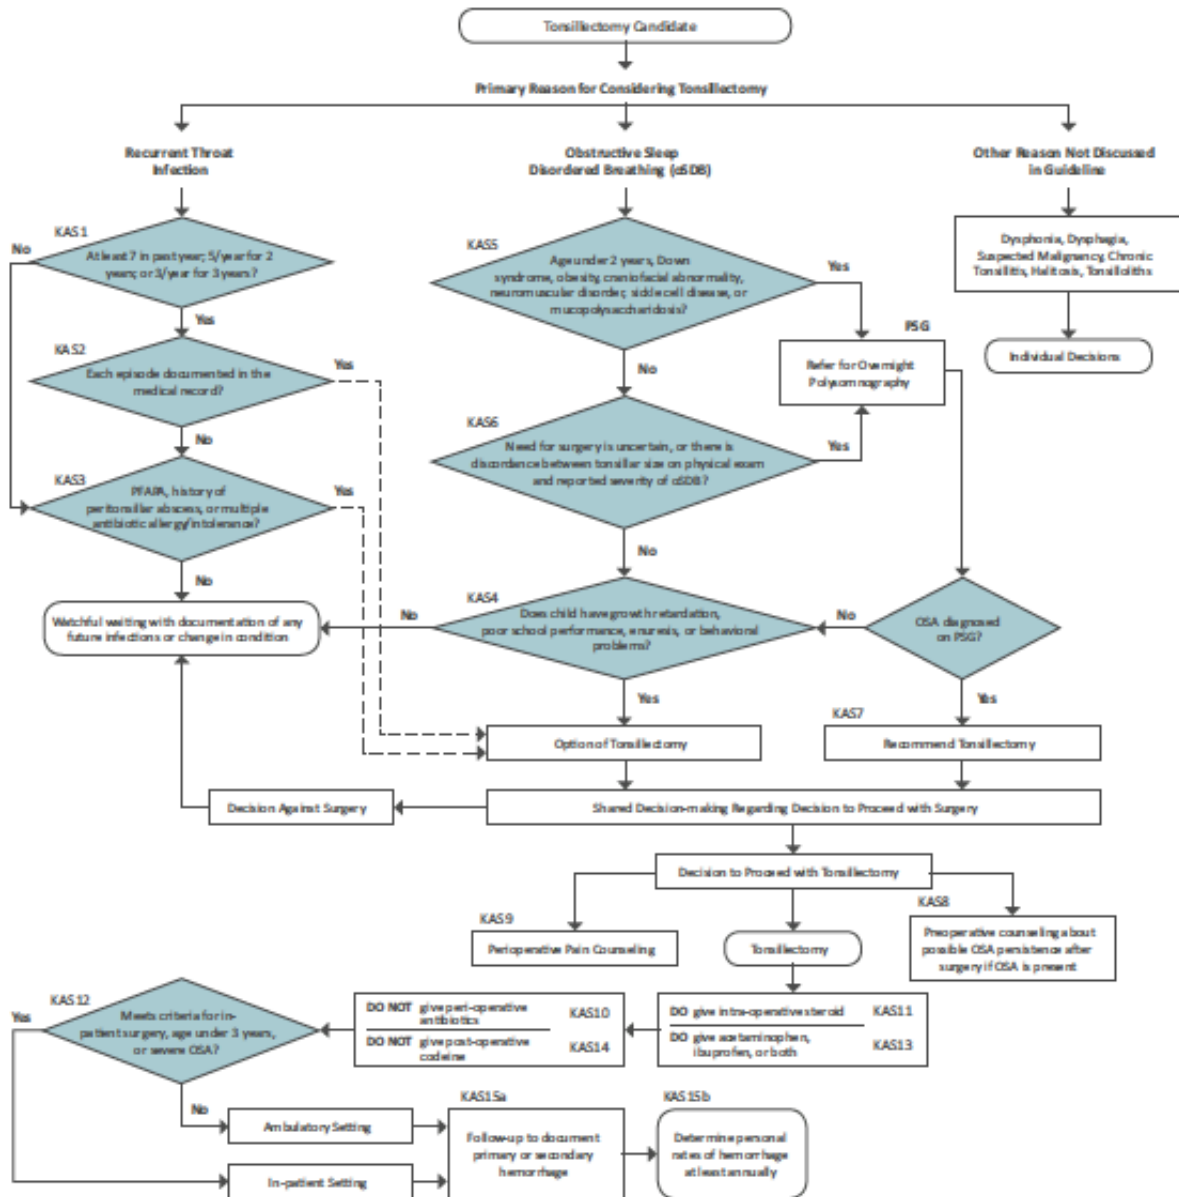 Tonsillectomy Candidate
Primary Reason for Considering Tonsillectomy
Recurrent Throat
Infection
Obstructive Sleep
Disordered Breathing (oSDB)
Other Reason Not Discussed
in Guideline
KAS1
No
At least 7 in past year; 5/year for 2
years; or 3/year for 3 years?
Yes
KAS2
Each episode documented in the
medical record?
Yes
No
KAS3
PFAPA, history of
peritonsillar abscess, or multiple
antibiotic allergy/intolerance?
Yes
No
Watchful waiting with documentation of any
future infections or change in condition
KAS5
Age under 2 years, Down
syndrome, obesity, craniofacial abnormality,
neuromuscular disorder, sickle cell disease, or
mucopolysaccharidosis?
Yes
No
PSG
Refer for Overnight
Polysomnography
KAS6
Need for surgery is uncertain, or there is
discordance between tonsillar size on physical exam
and reported severity of oSDB?
Yes
No
KAS4
Does child have growth retardation,
poor school performance, enuresis, or behavioral
problems?
No
Yes
No
OSA diagnosed
on PSG?
Yes
Dysphonia, Dysphagia,
Suspected Malignancy, Chronic
Tonsillitis, Halitosis, Tonsilloliths
Individual Decisions
Option of Tonsillectomy
KAS7
Recommend Tonsillectomy
Decision Against Surgery
Shared Decision-making Regarding Decision to Proceed with Surgery
Decision to Proceed with Tonsillectomy
KAS9
Perioperative Pain Counseling
Tonsillectomy
KAS8
Preoperative counseling about
possible OSA persistence after
surgery if OSA is present
DO give intra-operative steroid KAS11
DO give acetaminophen,
ibuprofen, or both KAS13
DO NOT give peri-operative
antibiotics KAS10
DO NOT give post-operative
codeine KAS14
KAS12
Yes
Meets criteria for in-
patient surgery, age under 3 years,
or severe OSA?
No
Ambulatory Setting
In-patient Setting
KAS15a
Follow-up to document
primary or secondary
hemorrhage
KAS15b
Determine personal
rates of hemorrhage
at least annually